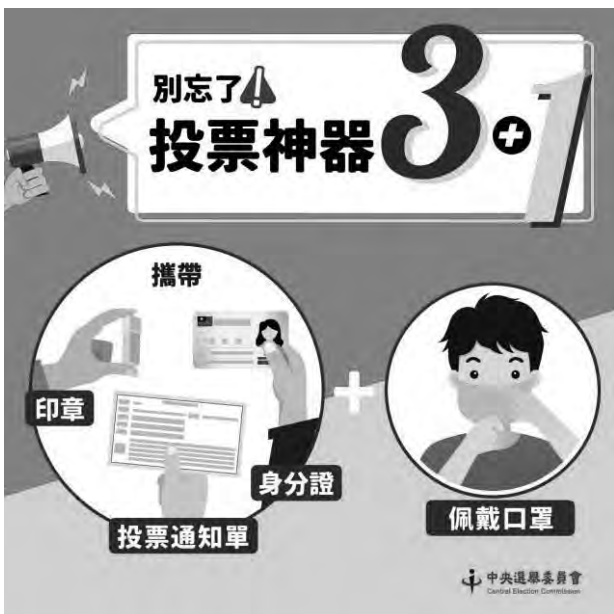 別忘了
投票神器3+1
攜帶
印章
身分證
投票通知單
佩戴口罩
中央選舉委員會
Central Election Commission